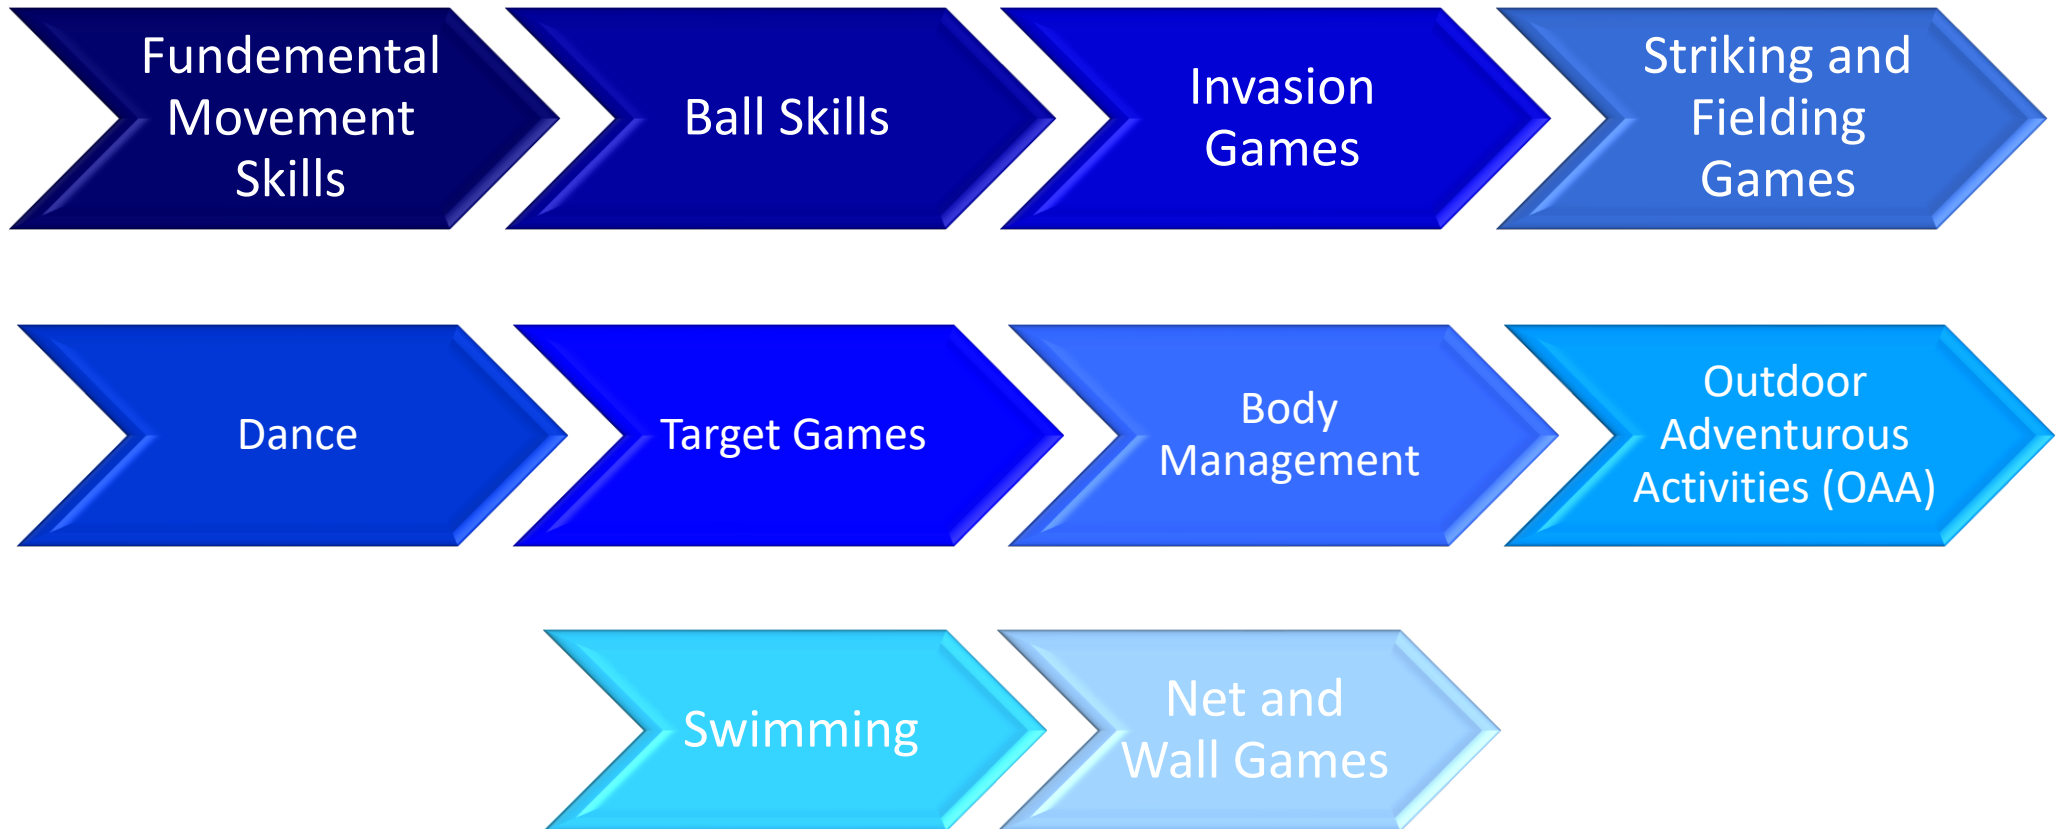 Fundemental
Movement
Skills
Ball Skills
Invasion
Games
Striking and
Fielding
Games
Dance
Target Games
Body
Management
Outdoor
Adventurous
Activities (OAA)
Swimming
Net and
Wall Games